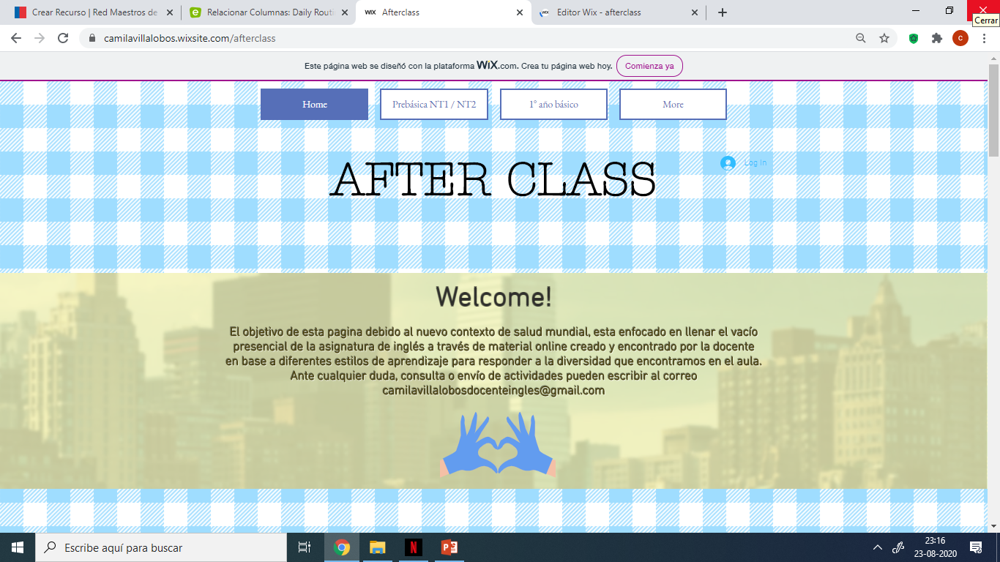 Crear Recurso | Red Maestros de
Relacionar Columnas: Daily Routi
WiX Afterclass
WiX Editor Wix - afterclass
Cerrar
camilavillalobos.wixsite.com/afterclass
c
Este página web se diseñó con la plataforma WiX.com. Crea tu página web hoy. Comienza ya
Home
Prebásica NT1 / NT2
1° año básico
More
Log In
AFTER CLASS
Welcome!
El objetivo de esta pagina debido al nuevo contexto de salud mundial, esta enfocado en llenar el vacío
presencial de la asignatura de inglés a través de material online creado y encontrado por la docente
en base a diferentes estilos de aprendizaje para responder a la diversidad que encontramos en el aula.
Ante cualquier duda, consulta o envío de actividades pueden escribir al correo
camilavillalobosdocenteingles@gmail.com
Escribe aquí para buscar
N
P
23:16
23-08-2020